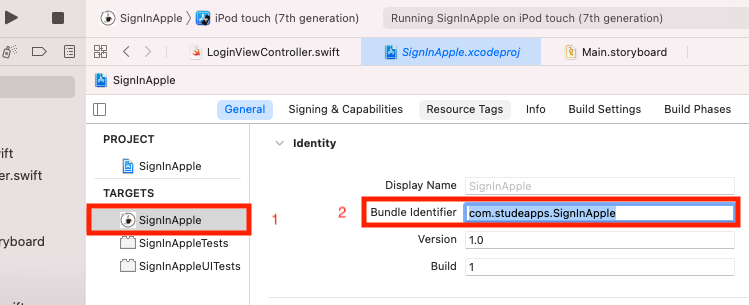 SignInApple 〉 iPod touch (7th generation)
Running SignInApple on iPod touch (7th generation)
LoginViewController.swift
SignInApple.xcodeproj
Main.storyboard
SignInApple
General
Signing & Capabilities
Resource Tags
Info
Build Settings
Build Phases
PROJECT
SignInApple
TARGETS
SignInApple
SignInAppleTests
SignInAppleUITests
1
Identity
Display Name
SignInApple
2
Bundle Identifier
com.studeapps.SignInApple
Version
1.0
Build
1
ift
er.swift
ryboard
ard